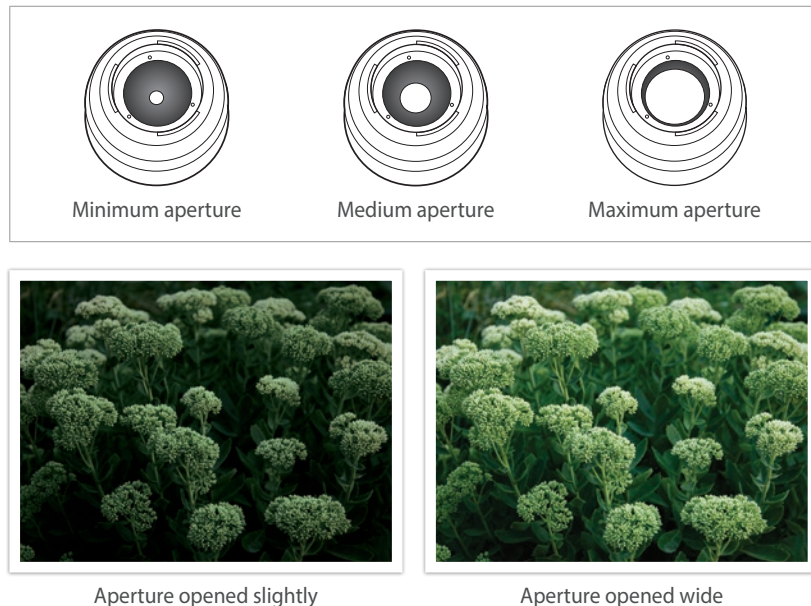 Minimum aperture
Medium aperture
Maximum aperture
Aperture opened slightly
Aperture opened wide